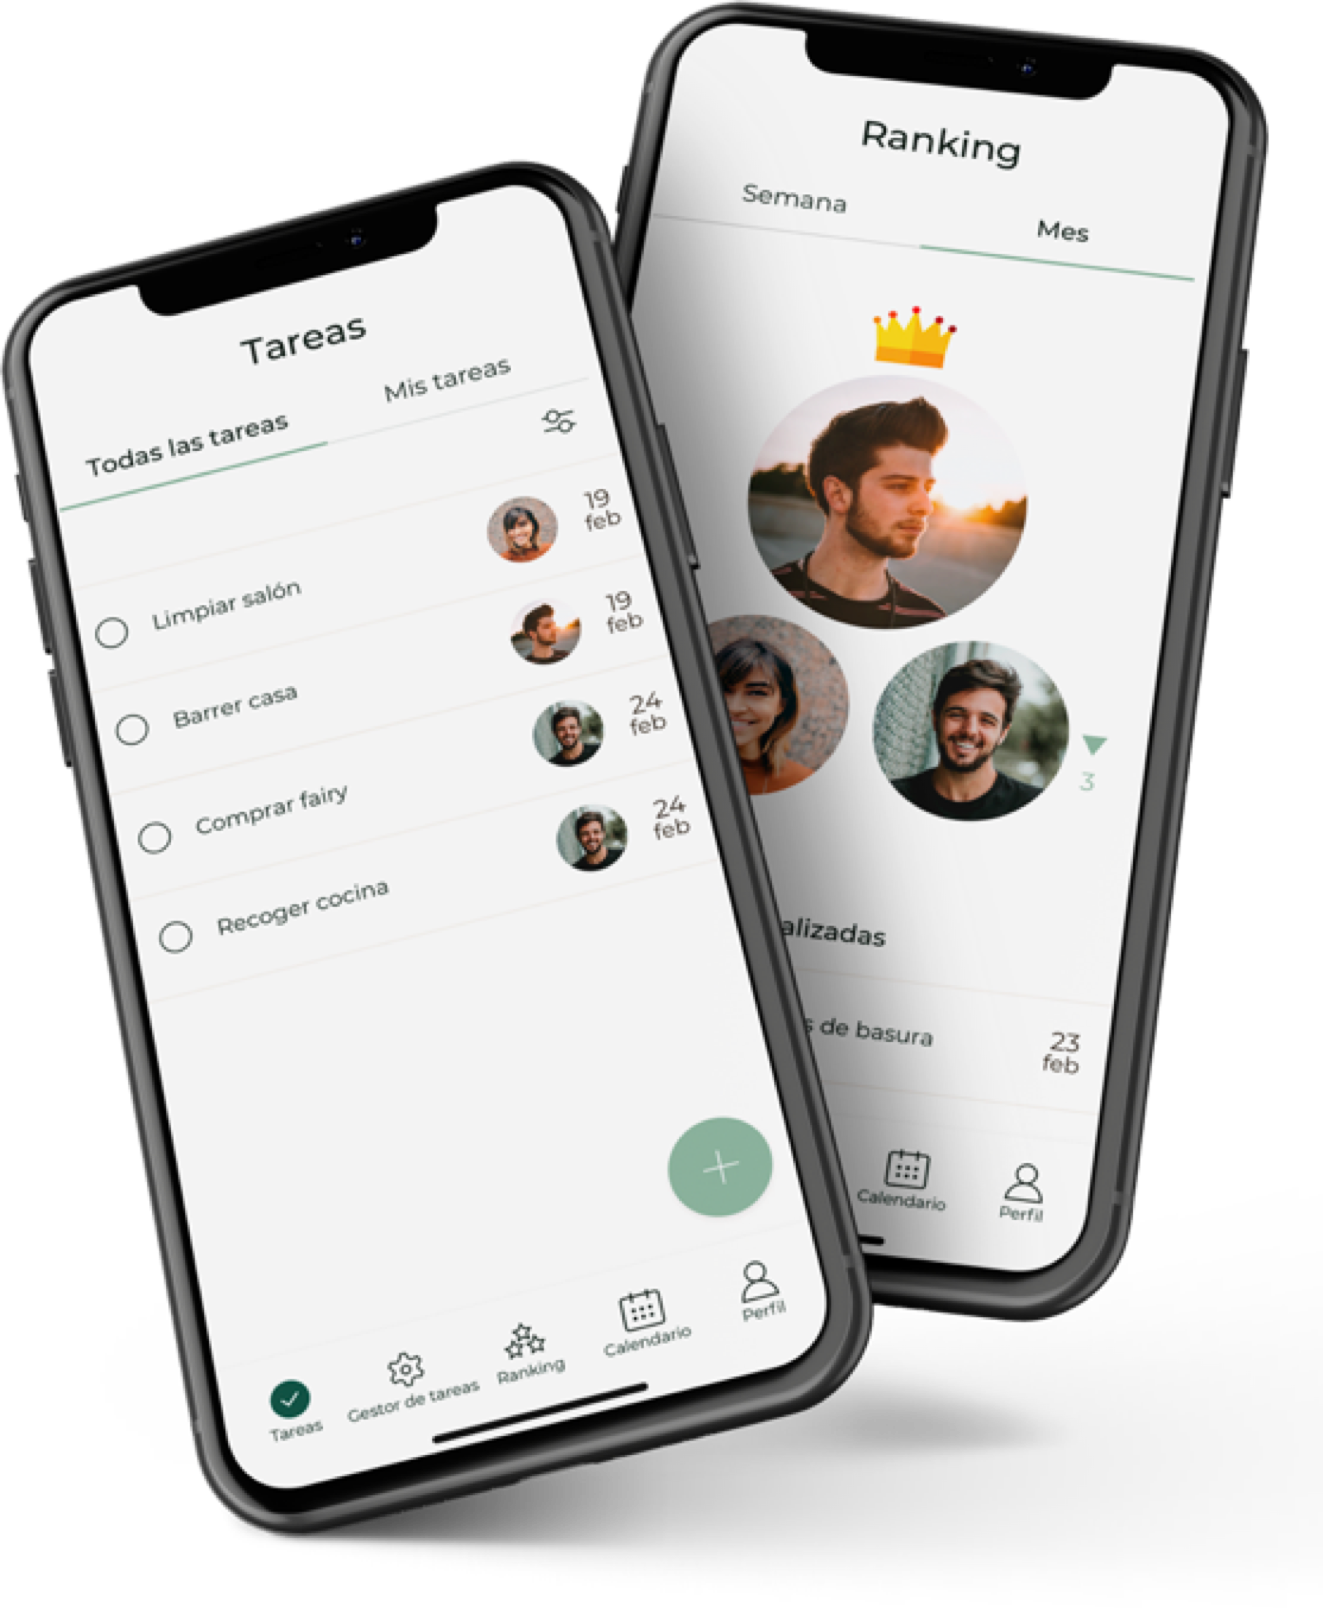 Tareas
Todas las tareas
Mis tareas
19
feb
Limpiar salón
19
feb
Barrer casa
24
feb
Comprar fairy
24
feb
Recoger cocina
Tareas
Gestor de tareas
Ranking
Calendario
Perfil
Ranking
Semana
Mes
3
alizadas
s de basura
23
feb
Calendario
Perfil